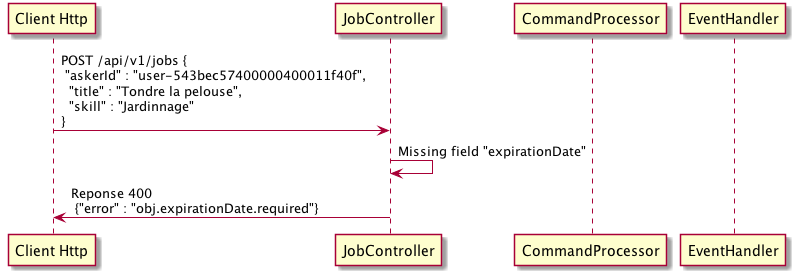 Client Http JobController CommandProcessor EventHandler
POST /api/v1/jobs {
"askerId" : "user-543bec57400000400011f40f",
"title" : "Tondre la pelouse",
"skill" : "Jardinnage"
}
Missing field "expirationDate"
Reponse 400
{"error" : "obj.expirationDate.required"}
Client Http JobController CommandProcessor EventHandler